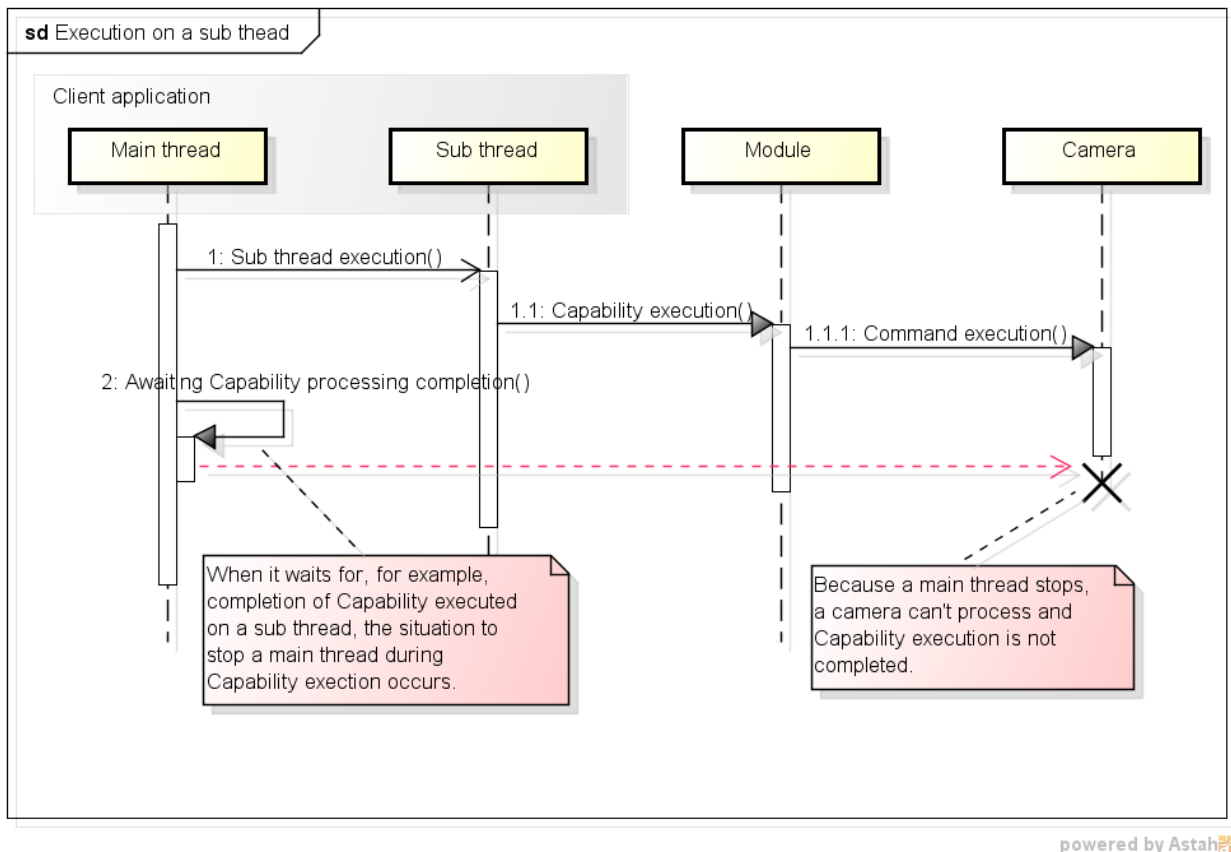 sd Execution on a sub thead
Client application
Main thread
Sub thread
Module
Camera
1: Sub thread execution()
1.1: Capability execution()
1.1.1: Command execution()
2: Awaiting Capability processing completion()
When it waits for, for example,
completion of Capability executed
on a sub thread, the situation to
stop a main thread during
Capability exection occurs.
Because a main thread stops,
a camera can't process and
Capability execution is not
completed.
powered by Astah